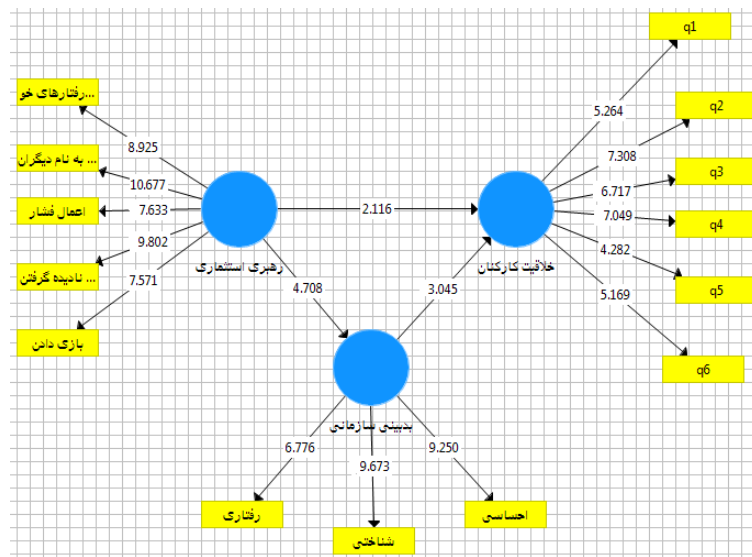 q1
رفتارهای خو...
5.264
q2
8.925
7.308
... به نام دیگران
q3
10.677
6.717
اعمال فشار
7.633
2.116
7.049
q4
9.802
4.282
... نادیده گرفتن
رهبری استثماری
خلاقیت کارکنان
7.571
4.708
3.045
q5
5.169
بازی دادن
q6
بدبینی سازمانی
6.776
9.673
9.250
رفتاری
شناختی
احساسی